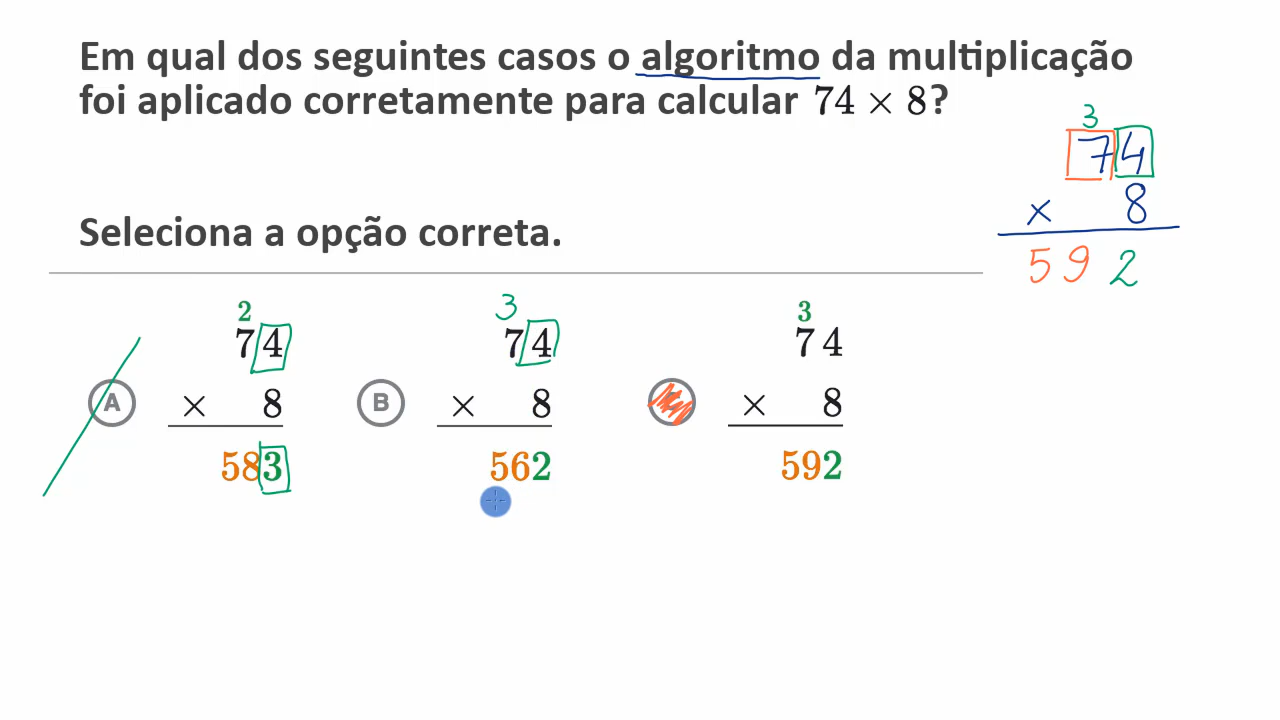 Em qual dos seguintes casos o algoritmo da multiplicação
foi aplicado corretamente para calcular 74 × 8?
3
74
× 8
592
Seleciona a opção correta.
2
74
A × 8
583
3
74
B × 8
562
3
74
× 8
592